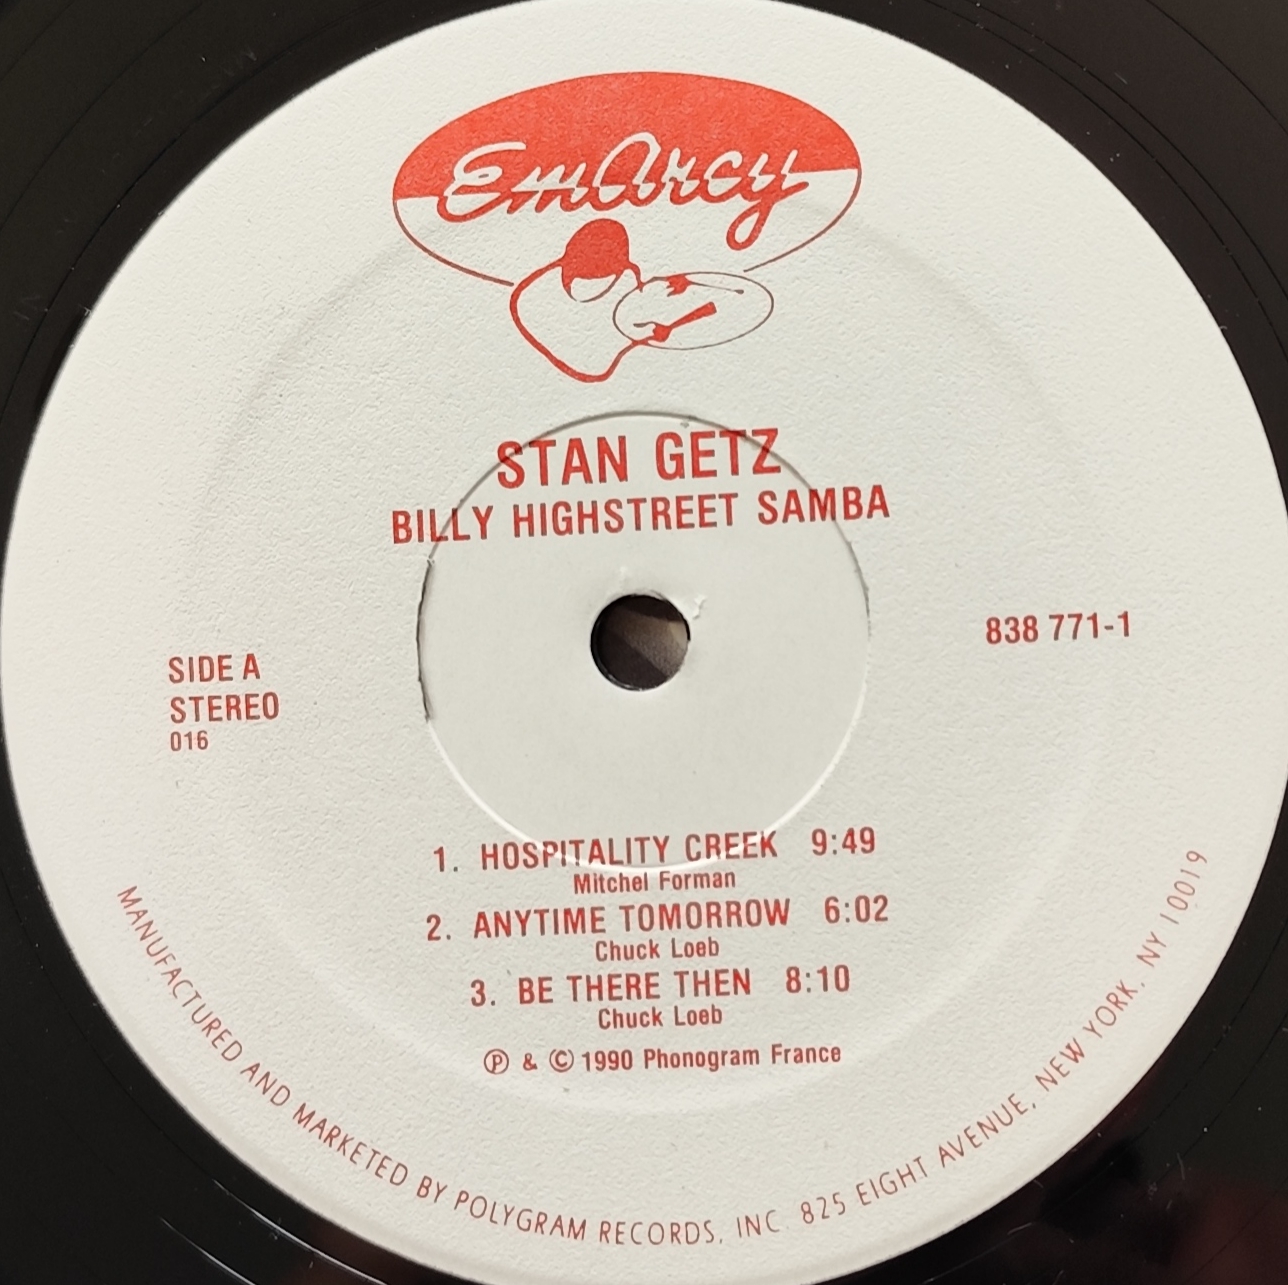 EmArcy
STAN GETZ
BILLY HIGHSTREET SAMBA
838 771-1
SIDE A
STEREO
016
1. HOSPITALITY CREEK 9:49
Mitchel Forman
2. ANYTIME TOMORROW 6:02
Chuck Loeb
3. BE THERE THEN 8:10
Chuck Loeb
℗ & © 1990 Phonogram France
MANUFACTURED AND MARKETED BY POLYGRAM RECORDS, INC. 825 EIGHT AVENUE, NEW YORK, NY 10019